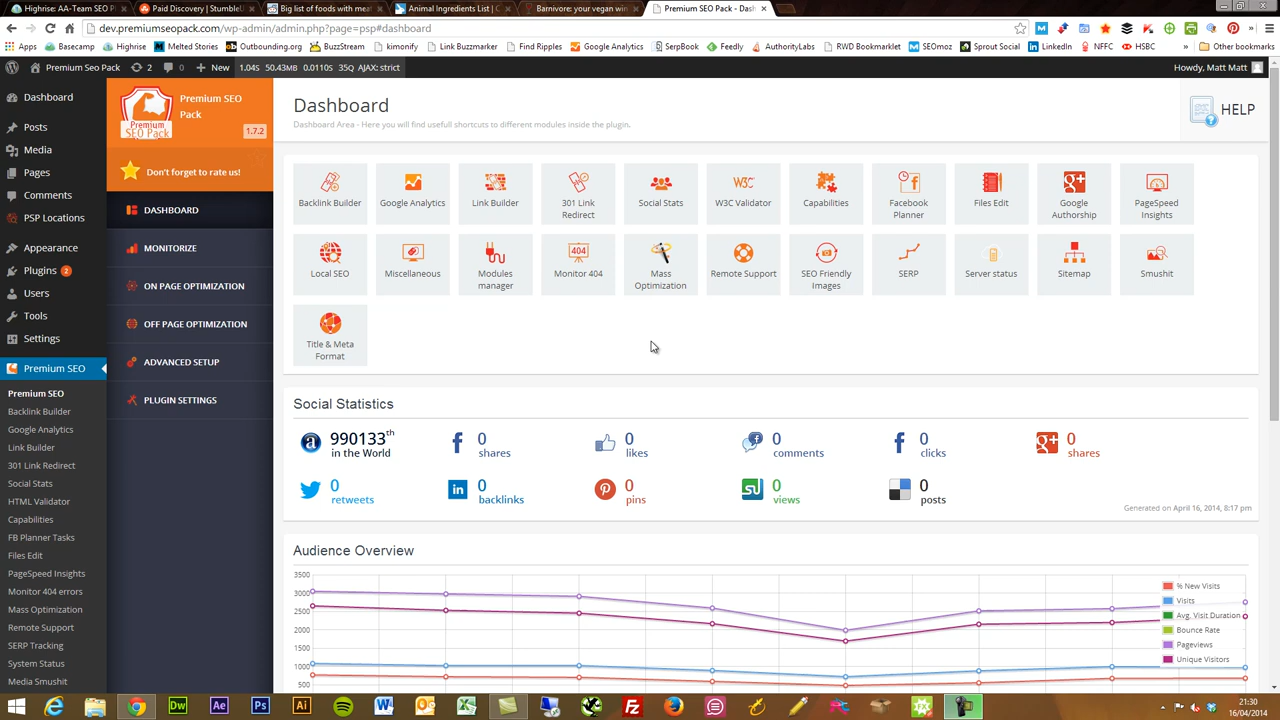 Highrise: AA-Team SEO P
Paid Discovery | StumbleU
Big list of foods with meat
Animal Ingredients List | C
Barnivore: your vegan win
Premium SEO Pack ‹ Dash
dev.premiumseopack.com/wp-admin/admin.php?page=psp#dashboard
Apps Basecamp Highrise Melted Stories Outbounding.org BuzzStream kimonify Link Buzzmarker Find Ripples Google Analytics SerpBook Feedly AuthorityLabs RWD Bookmarklet SEOmoz Sprout Social LinkedIn NFFC HSBC » Other bookmarks
Premium SEO Pack 2 0 + New 1.04S 50.43MB 0.0110S 35Q AJAX: strict Howdy, Matt Matt
Dashboard
Posts
Media
Pages
Comments
PSP Locations
Appearance
Plugins 2
Users
Tools
Settings
Premium SEO
Premium SEO
Backlink Builder
Google Analytics
Link Builder
301 Link Redirect
Social Stats
HTML Validator
Capabilities
FB Planner Tasks
Files Edit
PageSpeed Insights
Monitor 404 errors
Mass Optimization
Remote Support
SERP Tracking
System Status
Media Smushit
Premium
SEO Pack
Premium SEO
Pack
1.7.2
Don't forget to rate us!
DASHBOARD
MONITORIZE
ON PAGE OPTIMIZATION
OFF PAGE OPTIMIZATION
ADVANCED SETUP
PLUGIN SETTINGS
Dashboard
Dashboard Area - Here you will find usefull shortcuts to different modules inside the plugin.
HELP
Backlink Builder
Google Analytics
Link Builder
301 Link
Redirect
Social Stats
W3C
W3C Validator
Capabilities
Facebook
Planner
Files Edit
Google
Authorship
PageSpeed
Insights
Local SEO
Miscellaneous
Modules
manager
404
Monitor 404
Mass
Optimization
Remote Support
SEO Friendly
Images
SERP
Server status
Sitemap
Smushit
Title & Meta
Format
Social Statistics
990133th
in the World
0
shares
0
likes
0
comments
0
clicks
0
shares
0
retweets
0
backlinks
0
pins
0
views
0
posts
Generated on April 16, 2014, 8:17 pm
Audience Overview
3500
3000
2500
2000
1500
1000
500
% New Visits
Visits
Avg. Visit Duration
Bounce Rate
Pageviews
Unique Visitors
21:30
16/04/2014